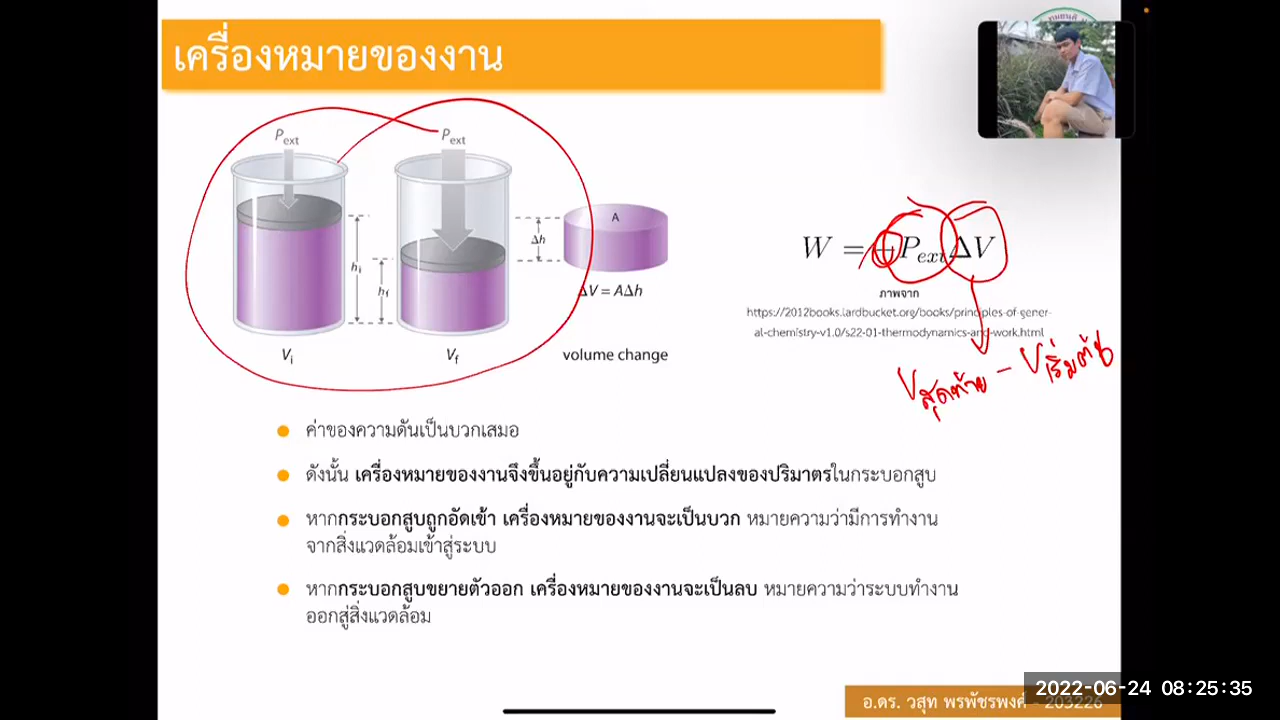 เครื่องหมายของงาน
P_ext
P_ext
A
Δh
h_i
h_f
ΔV = AΔh
V_i
V_f
volume change
W = −P_ext ΔV
ภาพจาก
https://2012books.lardbucket.org/books/principles-of-gener-
al-chemistry-v1.0/s22-01-thermodynamics-and-work.html
V สุดท้าย − V เริ่มต้น
ค่าของความดันเป็นบวกเสมอ
ดังนั้น เครื่องหมายของงานจึงขึ้นอยู่กับความเปลี่ยนแปลงของปริมาตรในกระบอกสูบ
หากกระบอกสูบถูกอัดเข้า เครื่องหมายของงานจะเป็นบวก หมายความว่ามีการทำงาน
จากสิ่งแวดล้อมเข้าสู่ระบบ
หากกระบอกสูบขยายตัวออก เครื่องหมายของงานจะเป็นลบ หมายความว่าระบบทำงาน
ออกสู่สิ่งแวดล้อม
อ.ดร. วสุท พรพัชรพงศ์ - 203226
2022-06-24 08:25:35